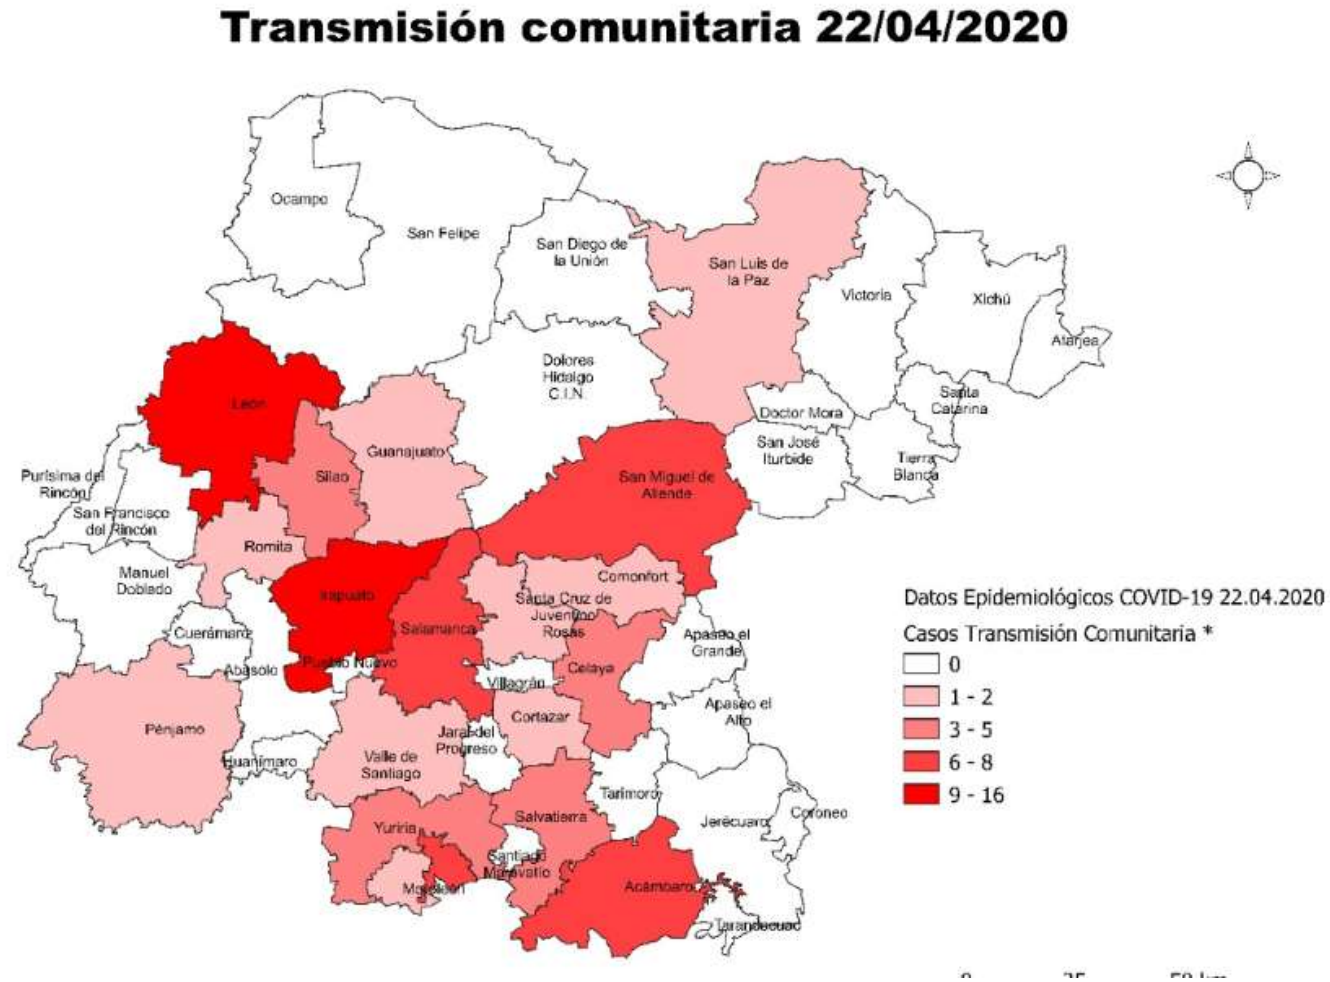 Transmisión comunitaria 22/04/2020
Ocampo
San Felipe
San Diego de
la Unión
San Luis de
la Paz
Victoria
Xichú
Atarjea
Dolores
Hidalgo
C.I.N.
León
Santa
Catarina
Doctor Mora
San José
Iturbide
Tierra
Blanca
Guanajuato
Silao
San Miguel de
Allende
Purísima del
Rincón
San Francisco
del Rincón
Romita
Manuel
Doblado
Irapuato
Comonfort
Santa Cruz de
Juventino
Rosas
Salamanca
Cuerámaro
Abasolo
Pueblo Nuevo
Apaseo el
Grande
Celaya
Villagrán
Apaseo el
Alto
Cortazar
Pénjamo
Jaral del
Progreso
Huanímaro
Valle de
Santiago
Tarimoro
Salvatierra
Yuriria
Jerécuaro
Coroneo
Santiago
Maravatío
Moroleón
Acámbaro
Tarandacuao
Datos Epidemiológicos COVID-19 22.04.2020
Casos Transmisión Comunitaria *
0
1 - 2
3 - 5
6 - 8
9 - 16